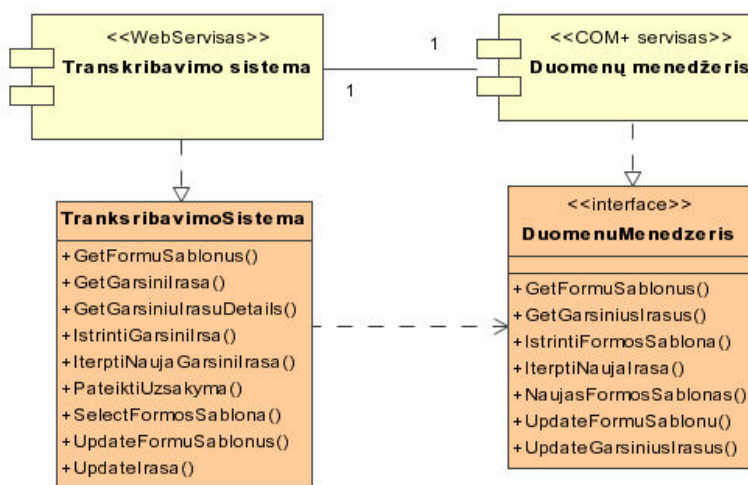 <<WebServisas>>
Transkribavimo sistema
1
1
<<COM+ servisas>>
Duomenų menedžeris
TranksribavimoSistema
+GetFormuSablonus()
+GetGarsiniIrasa()
+GetGarsiniuIrasuDetails()
+IstrintiGarsiniIrsa()
+IterptiNaujaGarsiniIrasa()
+PateiktiUzsakyma()
+SelectFormosSablona()
+UpdateFormuSablonus()
+UpdateIrasa()
<<interface>>
DuomenuMenedzeris
+GetFormuSablonus()
+GetGarsiniusIrasus()
+IstrintiFormosSablona()
+IterptiNaujaIrasa()
+NaujasFormosSablonas()
+UpdateFormuSablonu()
+UpdateGarsiniusIrasus()